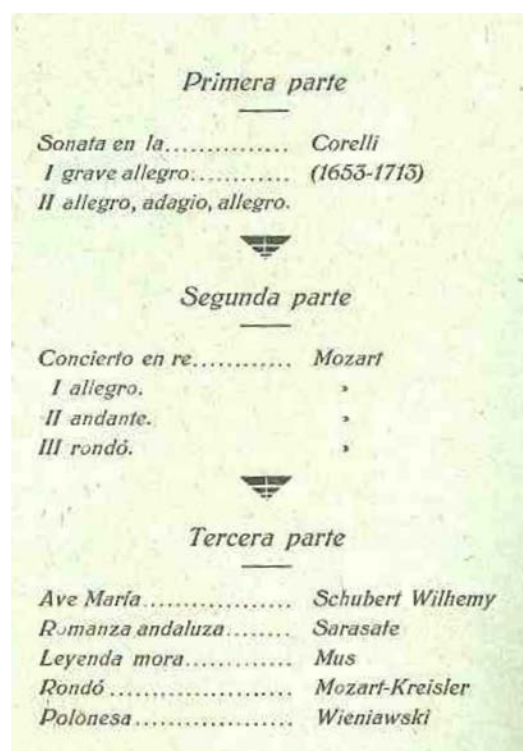 Primera parte
Sonata en la............... Corelli
I grave allegro............ (1653-1713)
II allegro, adagio, allegro.
Segunda parte
Concierto en re............ Mozart
I allegro. »
II andante. »
III rondó. »
Tercera parte
Ave María.................. Schubert Wilhemy
Romanza andaluza........ Sarasate
Leyenda mora............. Mus
Rondó...................... Mozart-Kreisler
Polonesa.................. Wieniawski